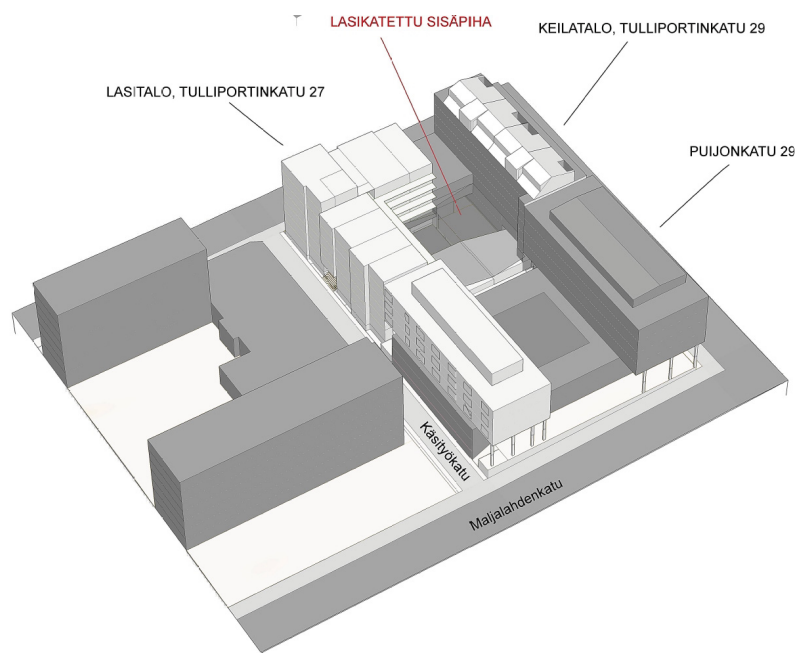 LASIKATETTU SISÄPIHA
KEILATALO, TULLIPORTINKATU 29
LASITALO, TULLIPORTINKATU 27
PUIJONKATU 29
Käsityökatu
Maljalahdenkatu